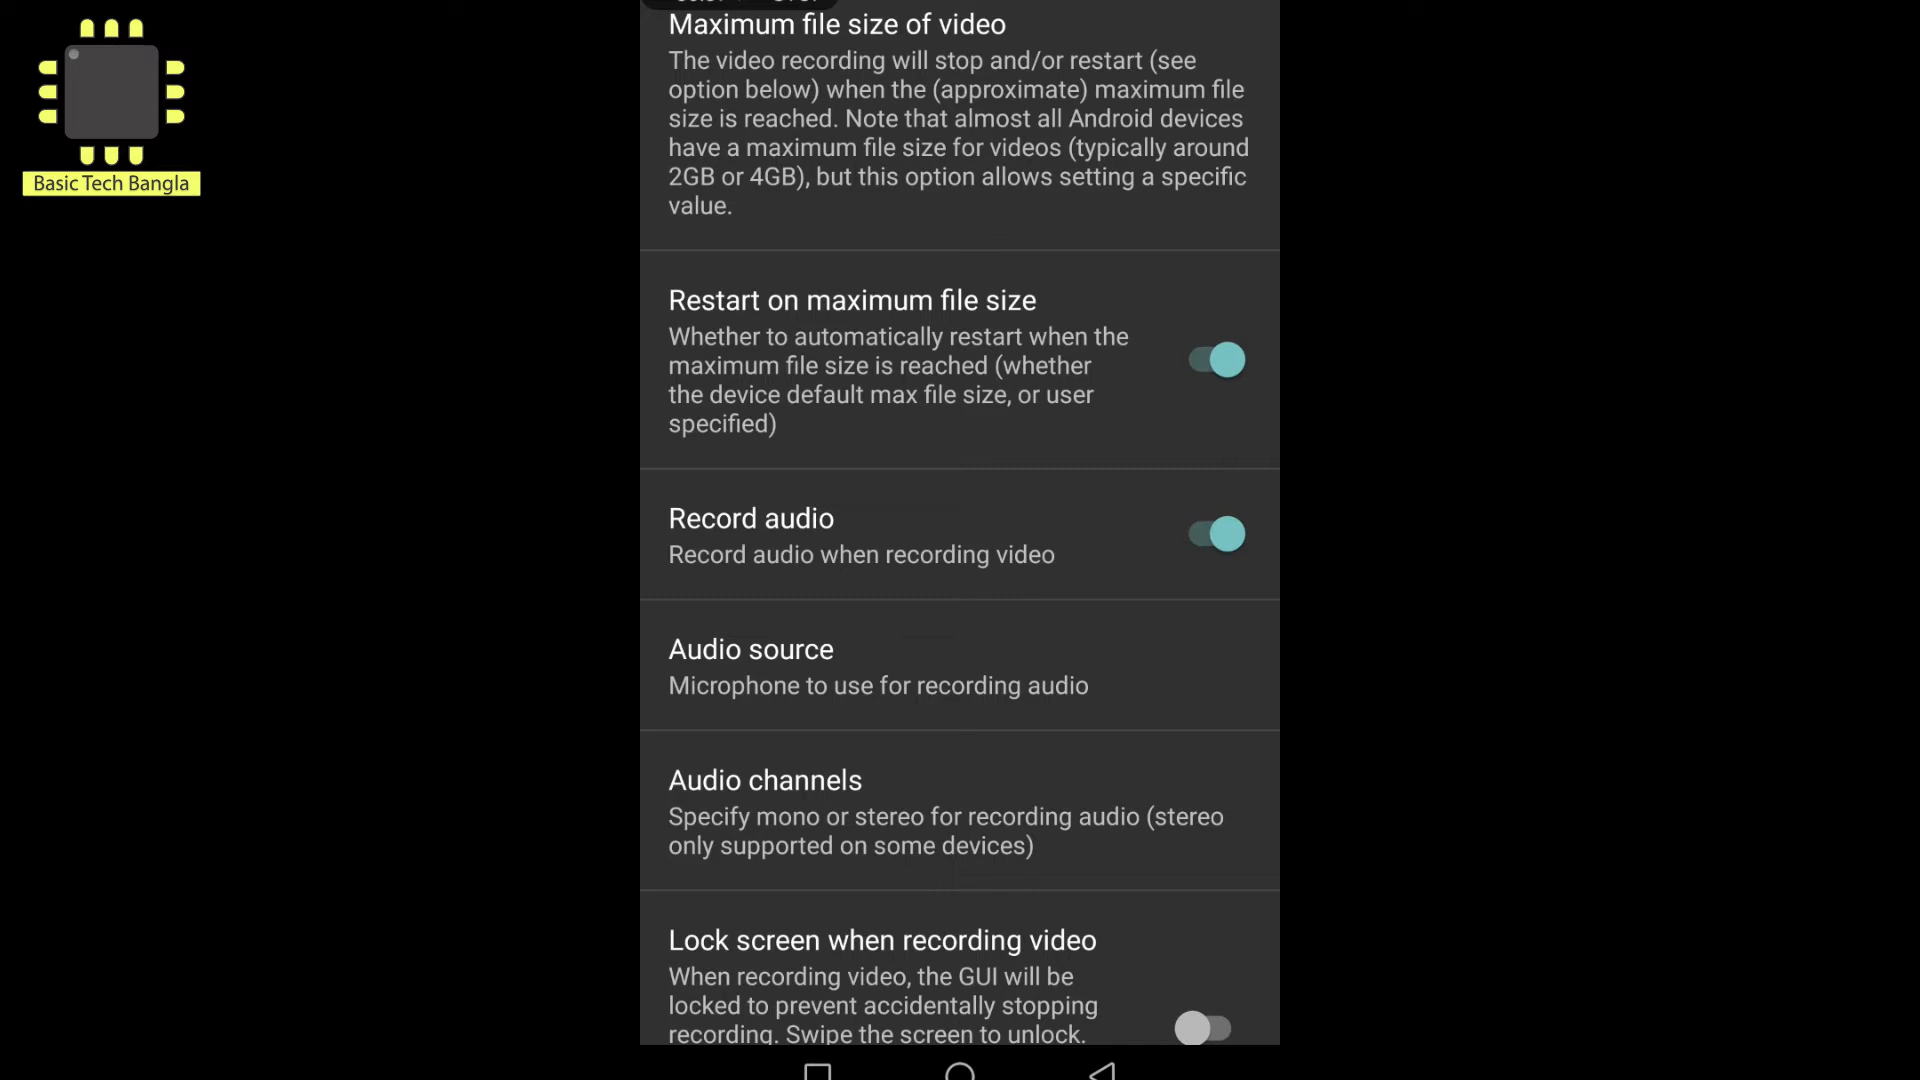 Basic Tech Bangla
Maximum file size of video
The video recording will stop and/or restart (see
option below) when the (approximate) maximum file
size is reached. Note that almost all Android devices
have a maximum file size for videos (typically around
2GB or 4GB), but this option allows setting a specific
value.
Restart on maximum file size
Whether to automatically restart when the
maximum file size is reached (whether
the device default max file size, or user
specified)
Record audio
Record audio when recording video
Audio source
Microphone to use for recording audio
Audio channels
Specify mono or stereo for recording audio (stereo
only supported on some devices)
Lock screen when recording video
When recording video, the GUI will be
locked to prevent accidentally stopping
recording. Swipe the screen to unlock.